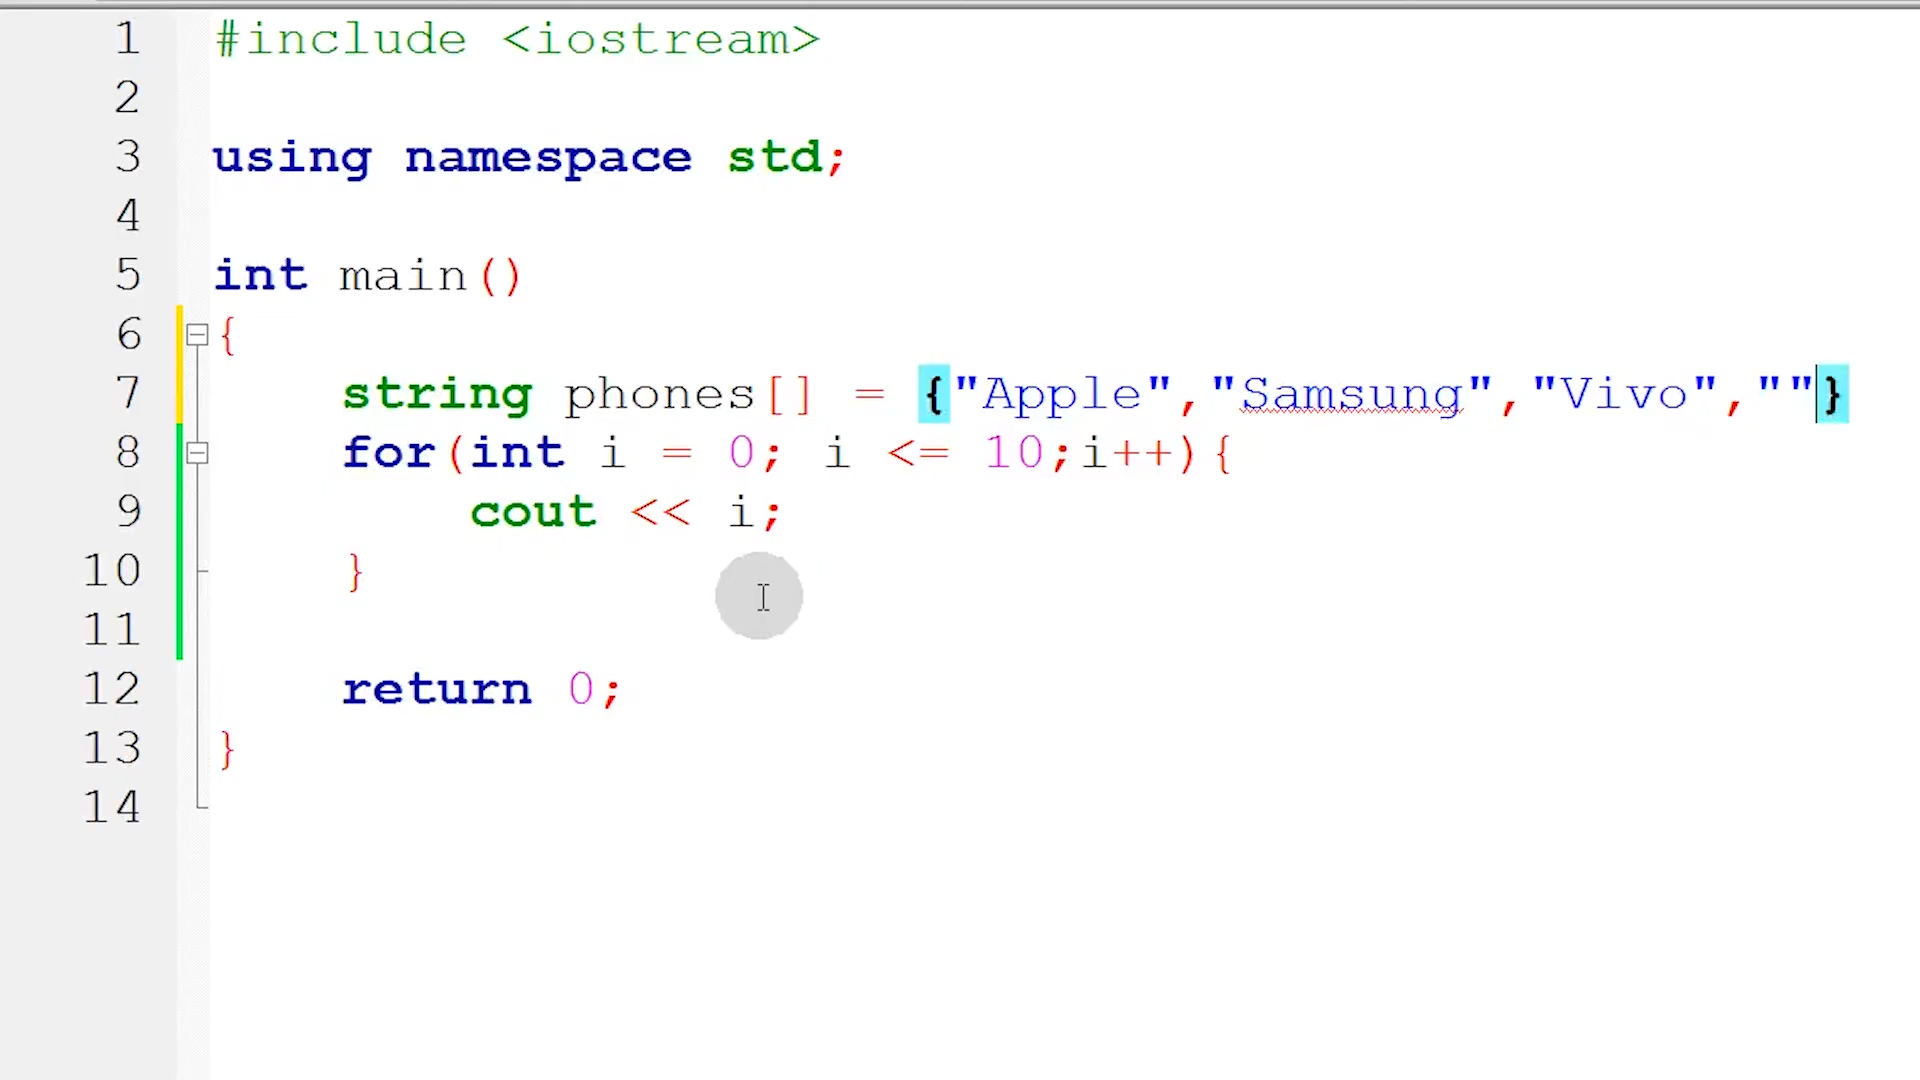 1 #include <iostream>
2
3 using namespace std;
4
5 int main()
6 {
7 string phones[] = {"Apple","Samsung","Vivo",""}
8 for(int i = 0; i <= 10;i++){
9 cout << i;
10 }
11
12 return 0;
13 }
14